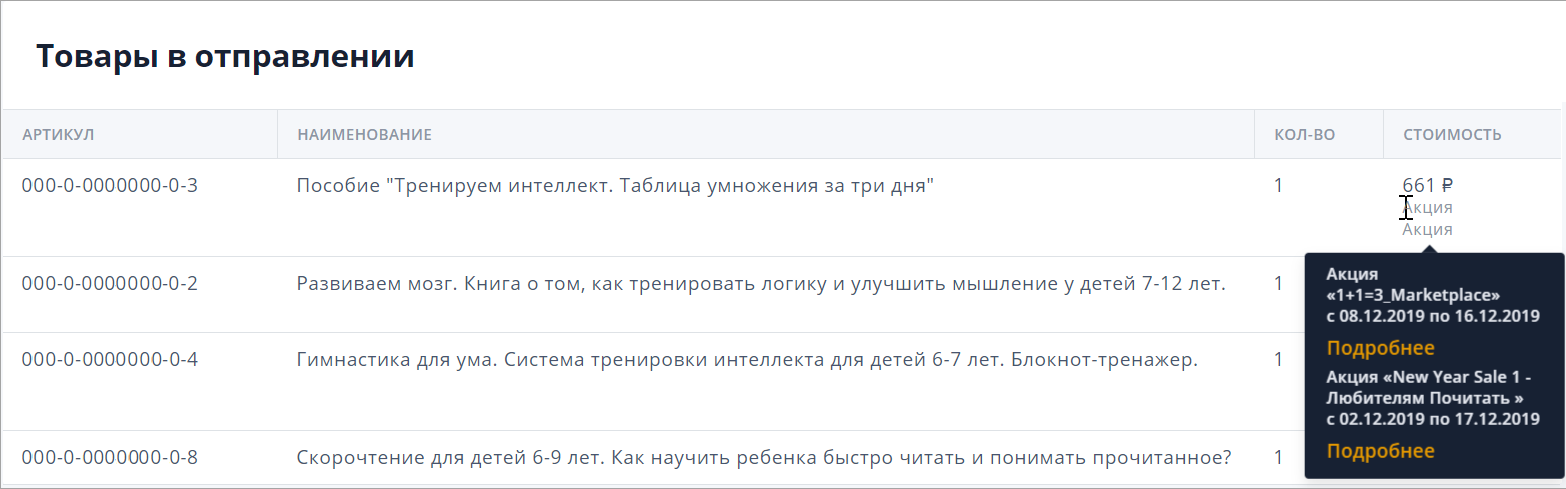 Товары в отправлении
АРТИКУЛ НАИМЕНОВАНИЕ КОЛ-ВО СТОИМОСТЬ
000-0-0000000-0-3 Пособие "Тренируем интеллект. Таблица умножения за три дня" 1 661 ₽
Акция
Акция
000-0-0000000-0-2 Развиваем мозг. Книга о том, как тренировать логику и улучшить мышление у детей 7-12 лет. 1
000-0-0000000-0-4 Гимнастика для ума. Система тренировки интеллекта для детей 6-7 лет. Блокнот-тренажер. 1
000-0-0000000-0-8 Скорочтение для детей 6-9 лет. Как научить ребенка быстро читать и понимать прочитанное? 1
Акция
«1+1=3_Marketplace»
с 08.12.2019 по 16.12.2019
Подробнее
Акция «New Year Sale 1 -
Любителям Почитать »
с 02.12.2019 по 17.12.2019
Подробнее